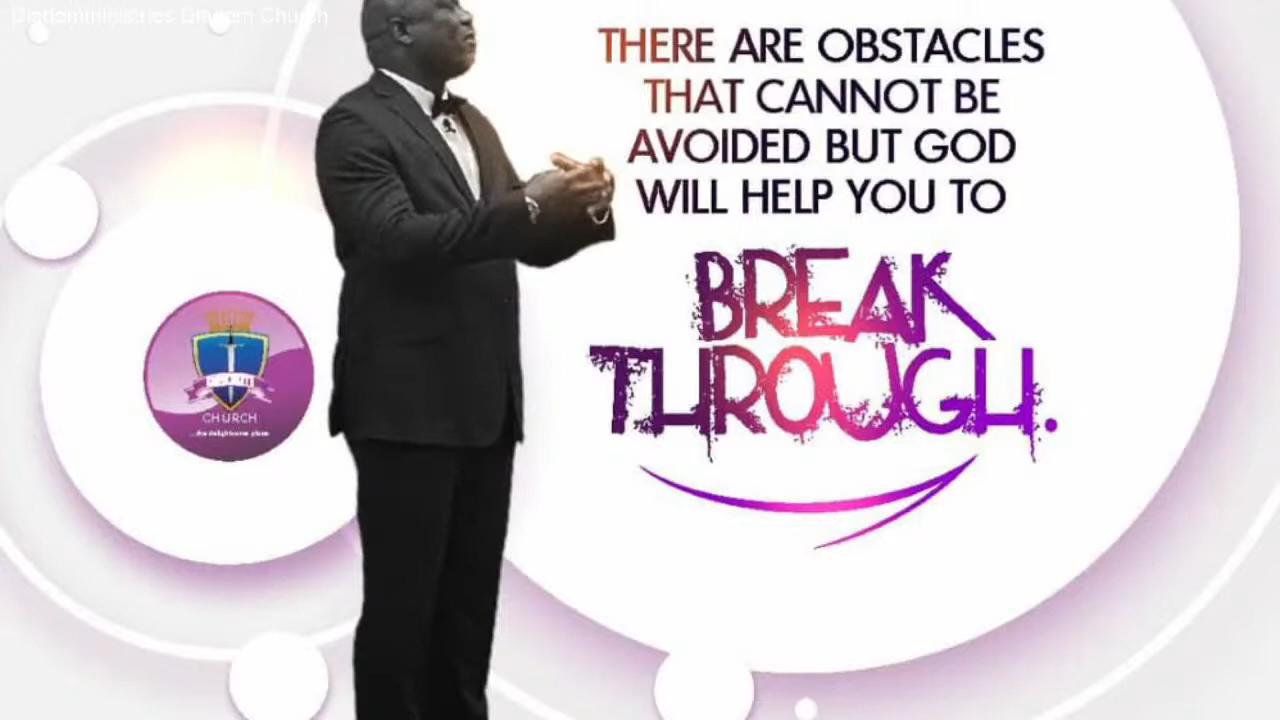 THERE ARE OBSTACLES
THAT CANNOT BE
AVOIDED BUT GOD
WILL HELP YOU TO
BREAK
THROUGH.
CHURCH